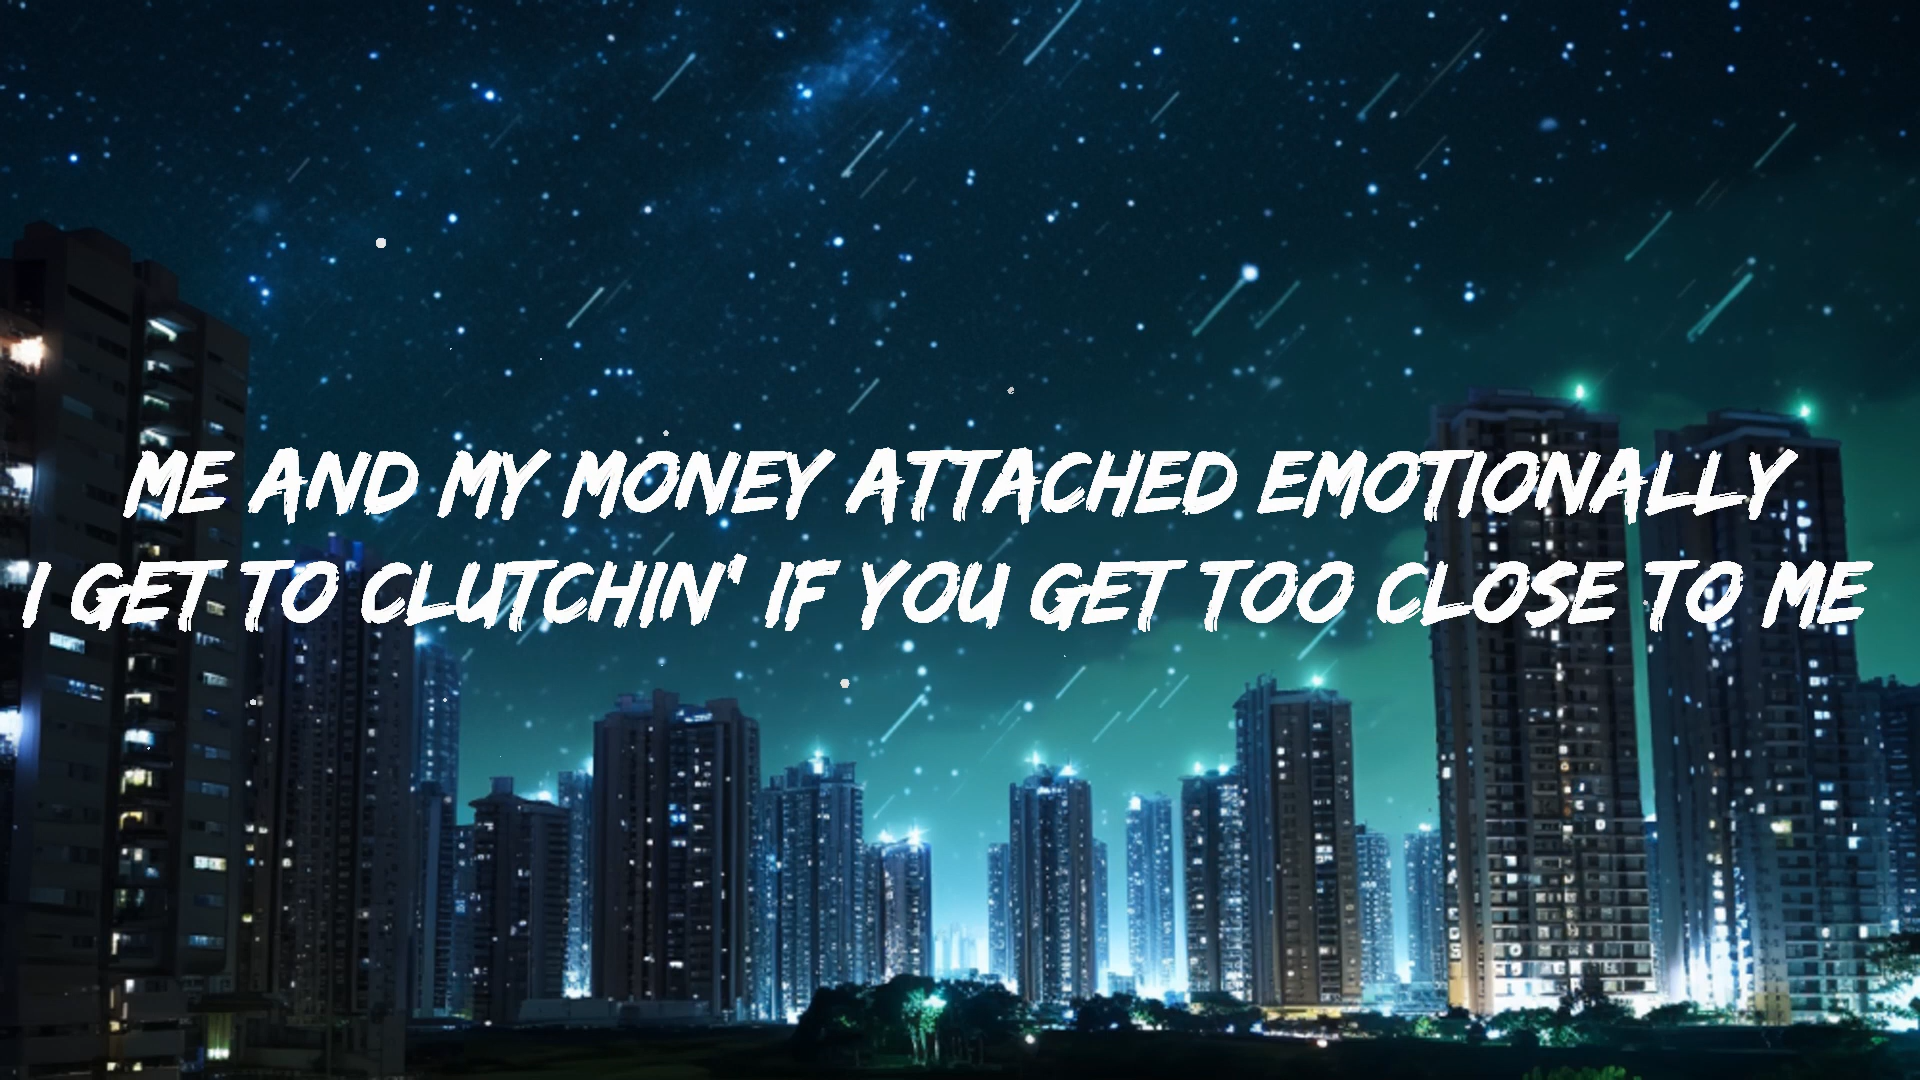 ME AND MY MONEY ATTACHED EMOTIONALLY
I GET TO CLUTCHIN' IF YOU GET TOO CLOSE TO ME